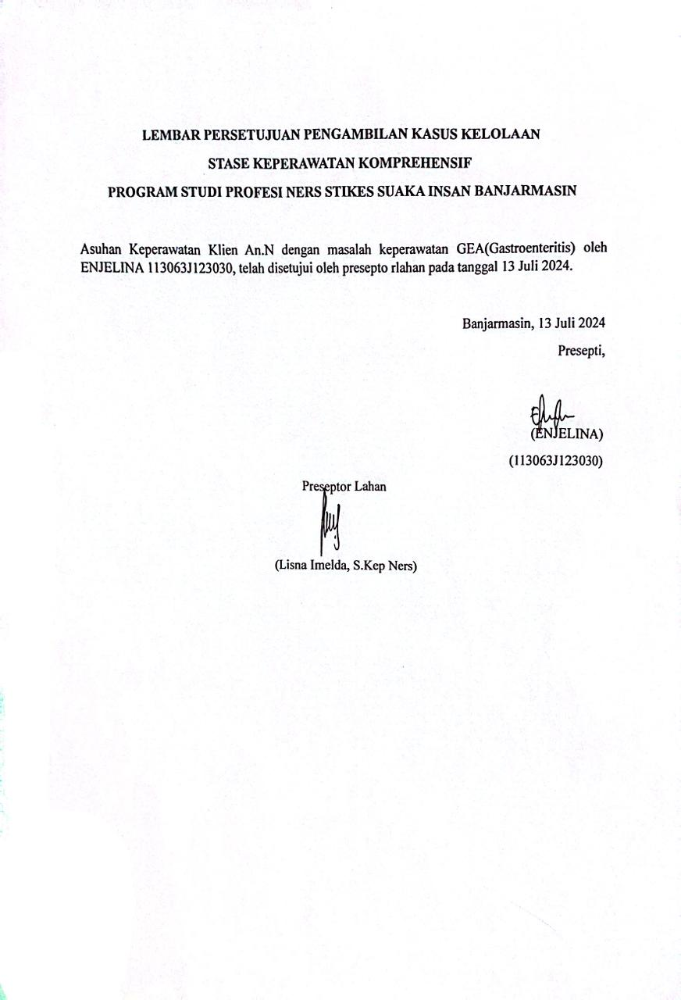 LEMBAR PERSETUJUAN PENGAMBILAN KASUS KELOLAAN
STASE KEPERAWATAN KOMPREHENSIF
PROGRAM STUDI PROFESI NERS STIKES SUAKA INSAN BANJARMASIN
Asuhan Keperawatan Klien An.N dengan masalah keperawatan GEA(Gastroenteritis) oleh
ENJELINA 113063J123030, telah disetujui oleh presepto rlahan pada tanggal 13 Juli 2024.
Banjarmasin, 13 Juli 2024
Presepti,
(ENJELINA)
(113063J123030)
Preseptor Lahan
(Lisna Imelda, S.Kep Ners)